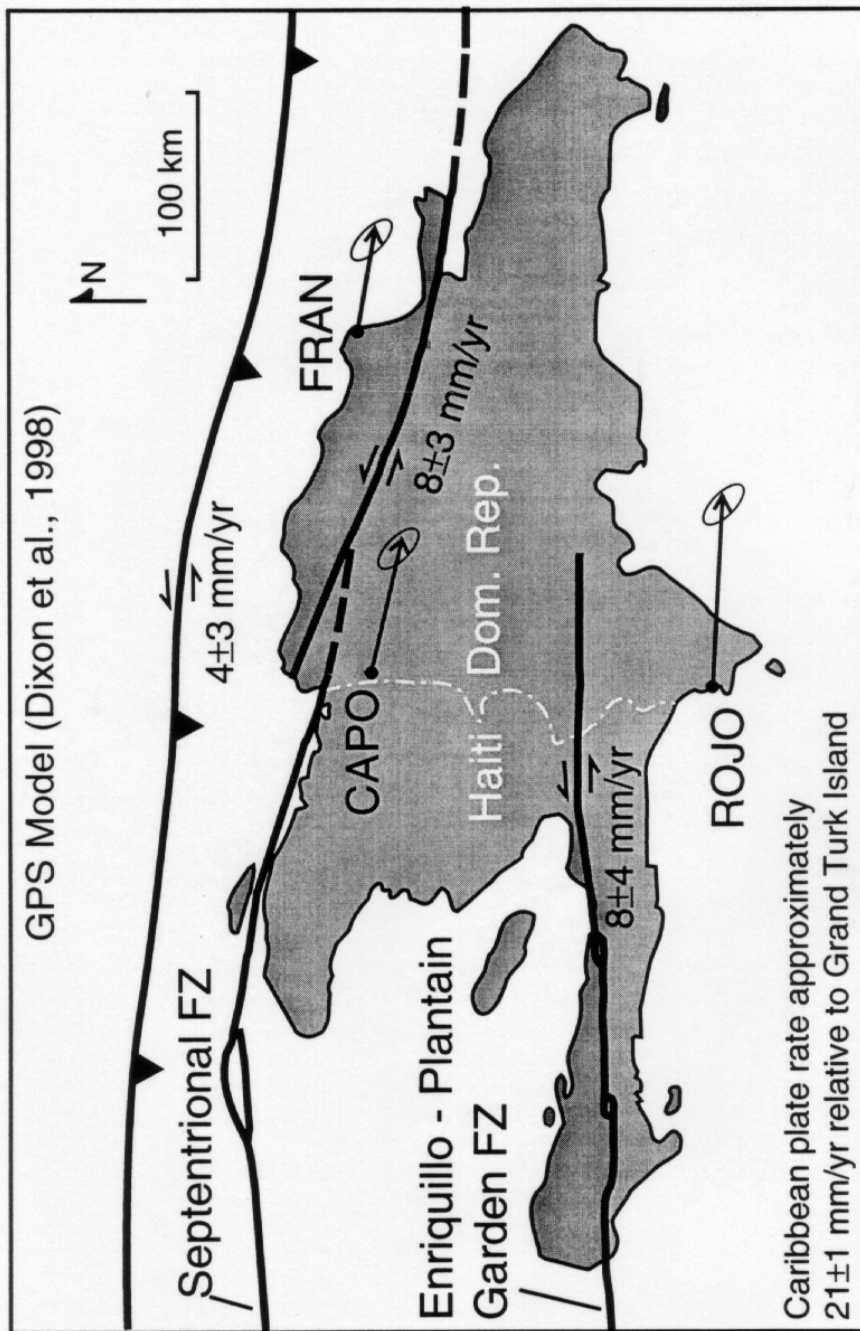 GPS Model (Dixon et al., 1998)
N
100 km
4±3 mm/yr
Septentrional FZ
FRAN
CAPO
8±3 mm/yr
Haiti
Dom. Rep.
Enriquillo - Plantain
Garden FZ
8±4 mm/yr
ROJO
Caribbean plate rate approximately
21±1 mm/yr relative to Grand Turk Island